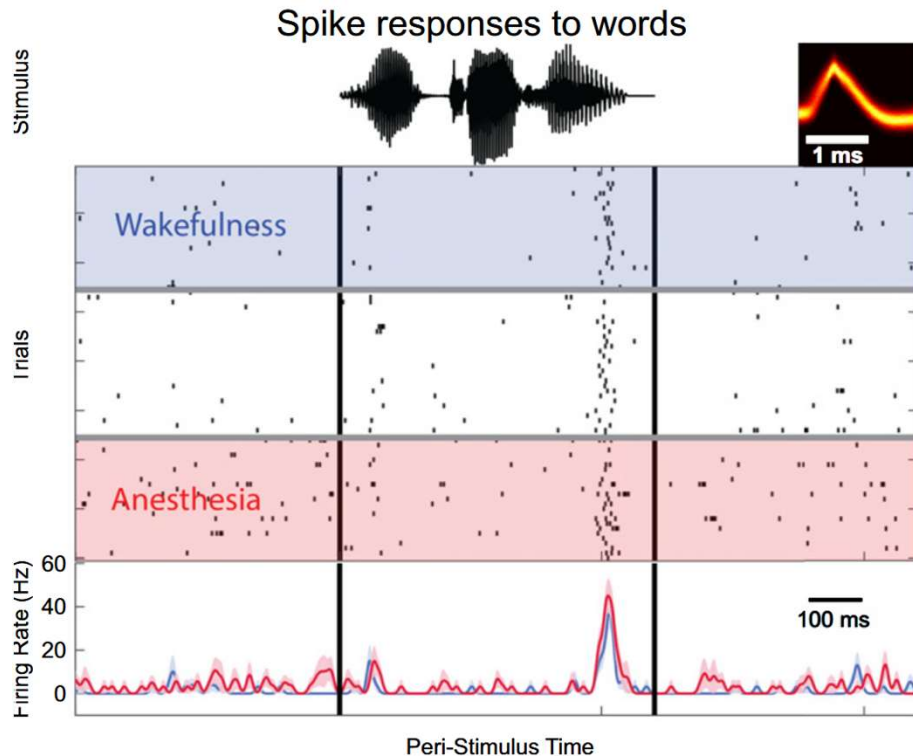 Spike responses to words
Stimulus
1 ms
Wakefulness
Trials
Anesthesia
Firing Rate (Hz)
60
40
20
0
100 ms
Peri-Stimulus Time